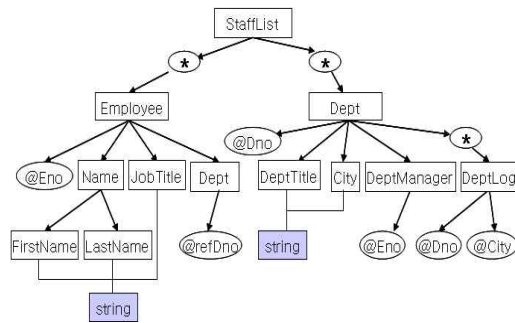 StaffList
*
*
Employee
Dept
@Dno
*
@Eno
Name
JobTitle
Dept
DeptTitle
City
DeptManager
DeptLog
FirstName
LastName
@refDno
string
@Eno
@Dno
@City
string